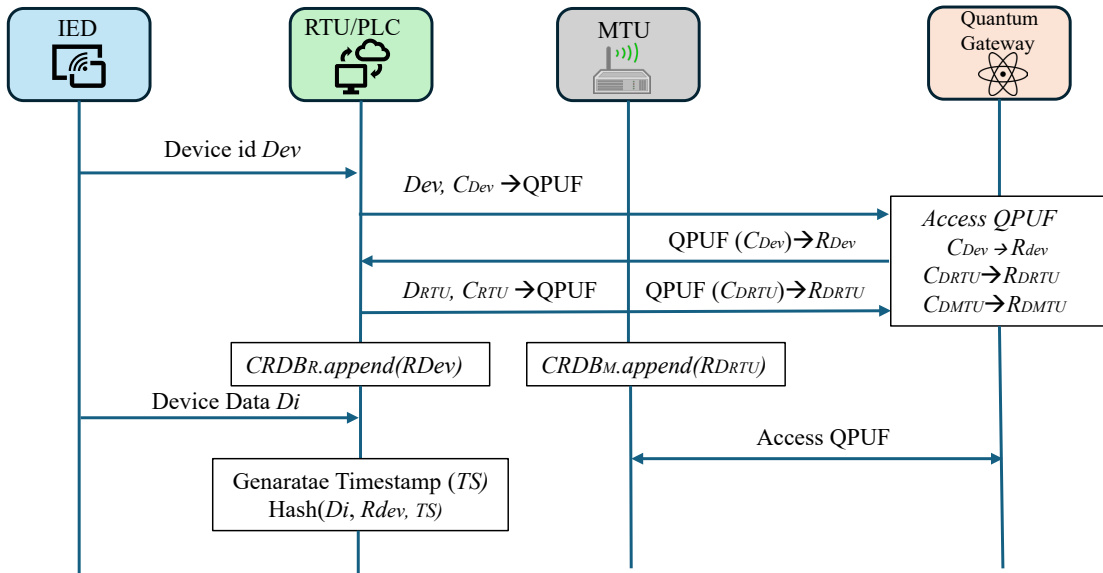 IED
RTU/PLC
MTU
Quantum
Gateway
Device id Dev
Dev, CDev →QPUF
QPUF (CDev)→RDev
Access QPUF
CDev → Rdev
CDRTU→RDRTU
CDMTU→RDMTU
DRTU, CRTU →QPUF
QPUF (CDRTU)→RDRTU
CRDBR.append(RDev)
CRDBM.append(RDRTU)
Device Data Di
Access QPUF
Genaratae Timestamp (TS)
Hash(Di, Rdev, TS)